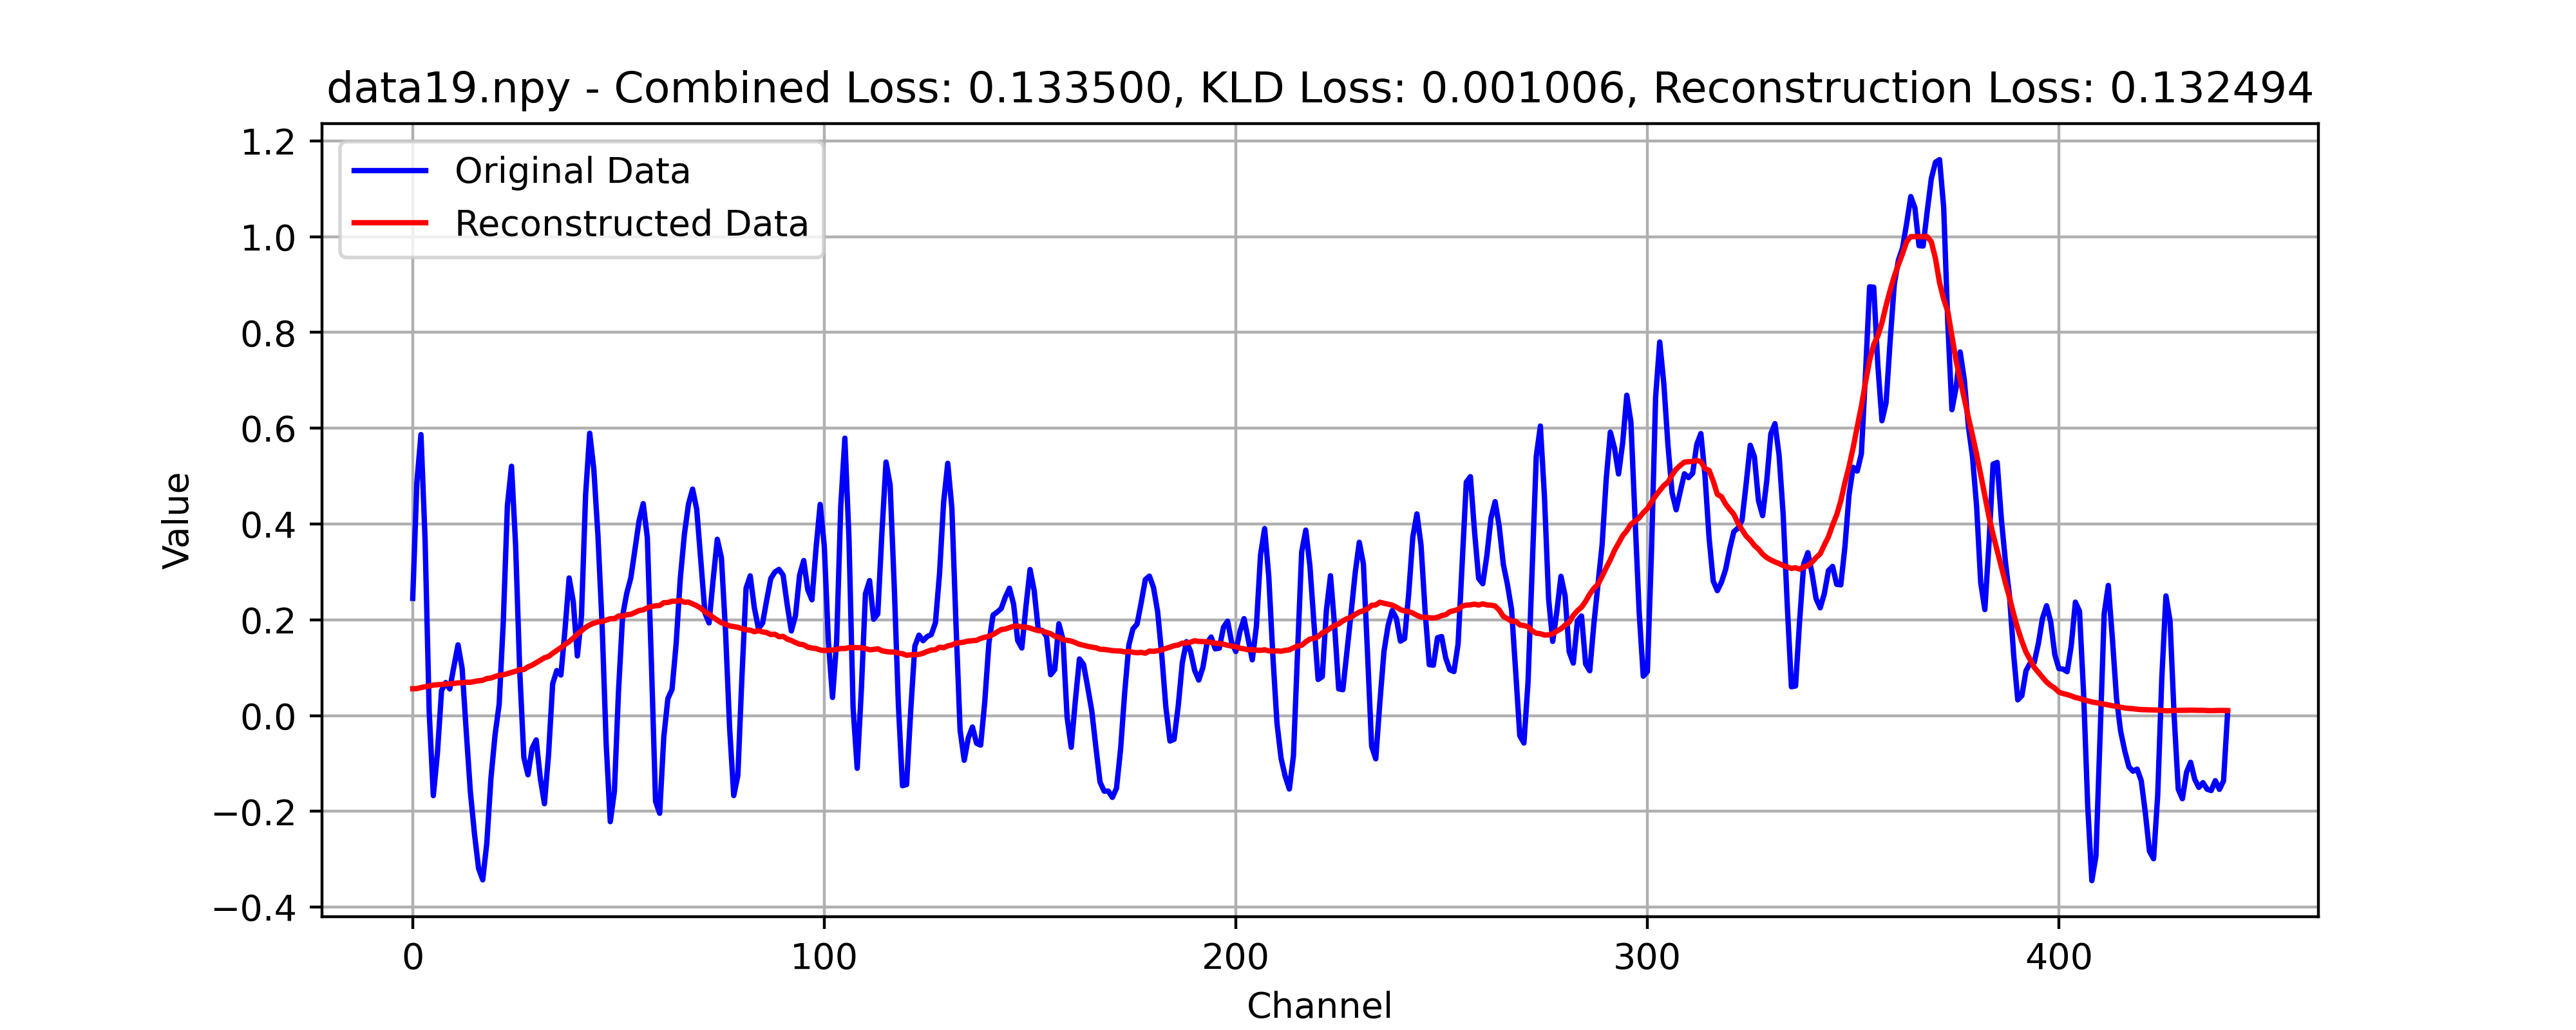 data19.npy - Combined Loss: 0.133500, KLD Loss: 0.001006, Reconstruction Loss: 0.132494
Original Data
Reconstructed Data
Value
1.2
1.0
0.8
0.6
0.4
0.2
0.0
−0.2
−0.4
0 100 200 300 400
Channel